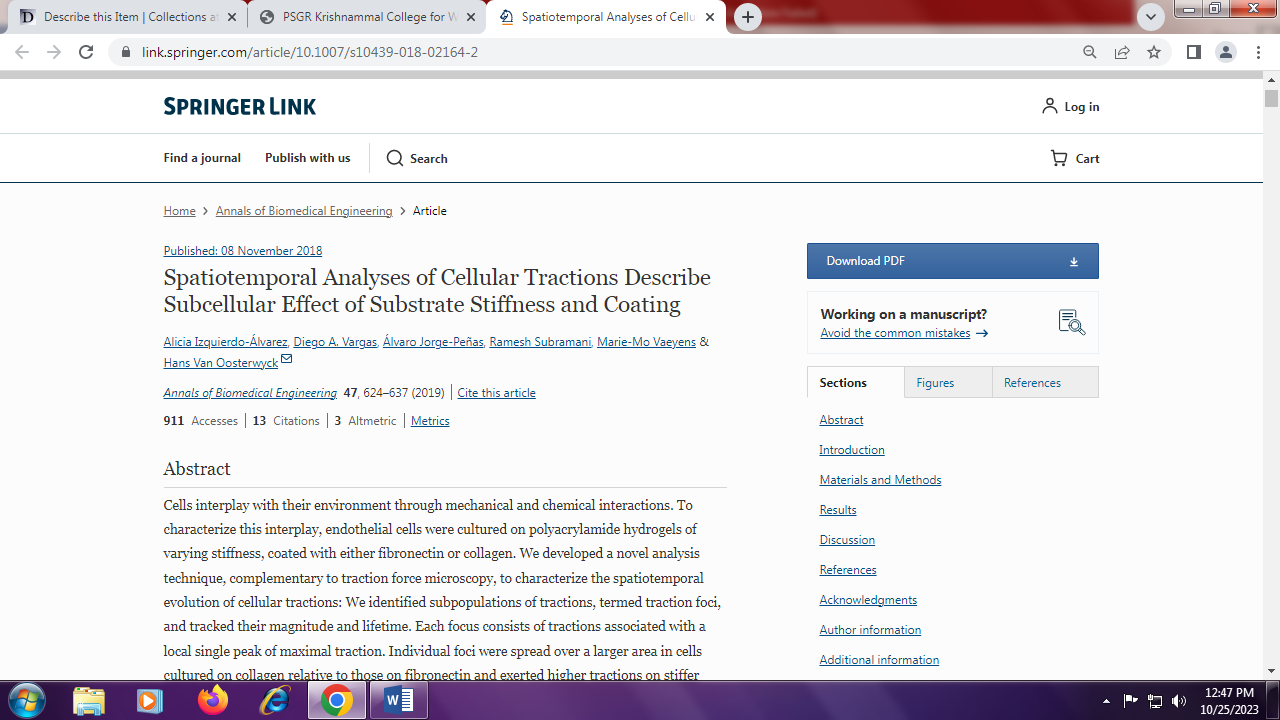 Describe this Item | Collections at
PSGR Krishnammal College for W
Spatiotemporal Analyses of Cellu
link.springer.com/article/10.1007/s10439-018-02164-2
SPRINGER LINK
Log in
Find a journal
Publish with us
Search
Cart
Home > Annals of Biomedical Engineering > Article
Published: 08 November 2018
Spatiotemporal Analyses of Cellular Tractions Describe
Subcellular Effect of Substrate Stiffness and Coating
Alicia Izquierdo-Álvarez, Diego A. Vargas, Álvaro Jorge-Peñas, Ramesh Subramani, Marie-Mo Vaeyens &
Hans Van Oosterwyck
Annals of Biomedical Engineering 47, 624–637 (2019) | Cite this article
911 Accesses | 13 Citations | 3 Altmetric | Metrics
Abstract
Cells interplay with their environment through mechanical and chemical interactions. To
characterize this interplay, endothelial cells were cultured on polyacrylamide hydrogels of
varying stiffness, coated with either fibronectin or collagen. We developed a novel analysis
technique, complementary to traction force microscopy, to characterize the spatiotemporal
evolution of cellular tractions: We identified subpopulations of tractions, termed traction foci,
and tracked their magnitude and lifetime. Each focus consists of tractions associated with a
local single peak of maximal traction. Individual foci were spread over a larger area in cells
cultured on collagen relative to those on fibronectin and exerted higher tractions on stiffer
Download PDF
Working on a manuscript?
Avoid the common mistakes →
Sections
Figures
References
Abstract
Introduction
Materials and Methods
Results
Discussion
References
Acknowledgments
Author information
Additional information
12:47 PM
10/25/2023